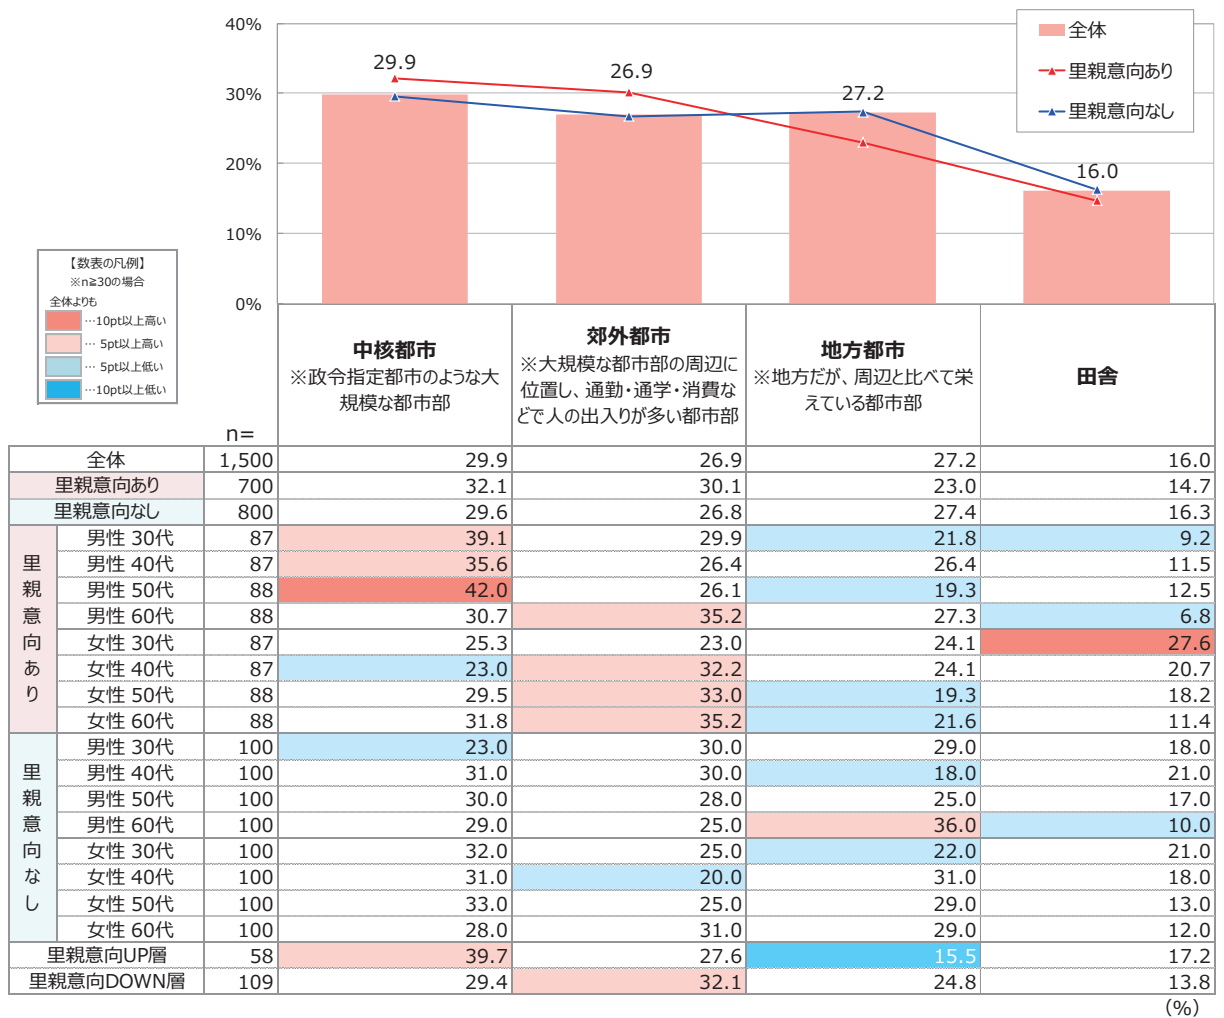 40%
30%
20%
10%
0%
29.9
26.9
27.2
16.0
全体
里親意向あり
里親意向なし
【数表の凡例】
※n≧30の場合
全体よりも
…10pt以上高い
… 5pt以上高い
… 5pt以上低い
…10pt以上低い
n=
中核都市
※政令指定都市のような大
規模な都市部
郊外都市
※大規模な都市部の周辺に
位置し、通勤・通学・消費な
どで人の出入りが多い都市部
地方都市
※地方だが、周辺と比べて栄
えている都市部
田舎
全体 1,500 29.9 26.9 27.2 16.0
里親意向あり 700 32.1 30.1 23.0 14.7
里親意向なし 800 29.6 26.8 27.4 16.3
里親意向あり
男性 30代 87 39.1 29.9 21.8 9.2
男性 40代 87 35.6 26.4 26.4 11.5
男性 50代 88 42.0 26.1 19.3 12.5
男性 60代 88 30.7 35.2 27.3 6.8
女性 30代 87 25.3 23.0 24.1 27.6
女性 40代 87 23.0 32.2 24.1 20.7
女性 50代 88 29.5 33.0 19.3 18.2
女性 60代 88 31.8 35.2 21.6 11.4
里親意向なし
男性 30代 100 23.0 30.0 29.0 18.0
男性 40代 100 31.0 30.0 18.0 21.0
男性 50代 100 30.0 28.0 25.0 17.0
男性 60代 100 29.0 25.0 36.0 10.0
女性 30代 100 32.0 25.0 22.0 21.0
女性 40代 100 31.0 20.0 31.0 18.0
女性 50代 100 33.0 25.0 29.0 13.0
女性 60代 100 28.0 31.0 29.0 12.0
里親意向UP層 58 39.7 27.6 15.5 17.2
里親意向DOWN層 109 29.4 32.1 24.8 13.8
(%)